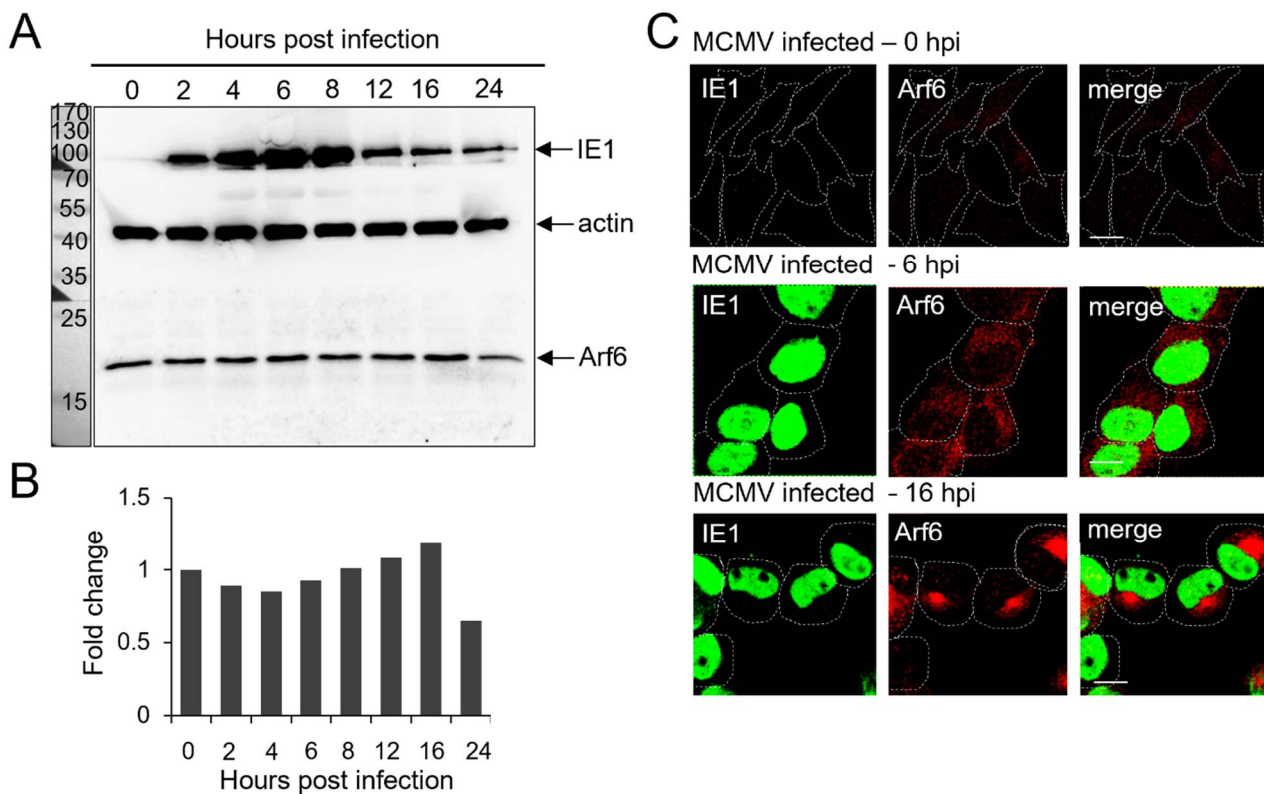 A
Hours post infection
0 2 4 6 8 12 16 24
170
130
100
70
55
40
35
25
15
IE1
actin
Arf6
B
1.5
1
0.5
0
Fold change
0 2 4 6 8 12 16 24
Hours post infection
C
MCMV infected – 0 hpi
IE1 Arf6 merge
MCMV infected - 6 hpi
IE1 Arf6 merge
MCMV infected - 16 hpi
IE1 Arf6 merge